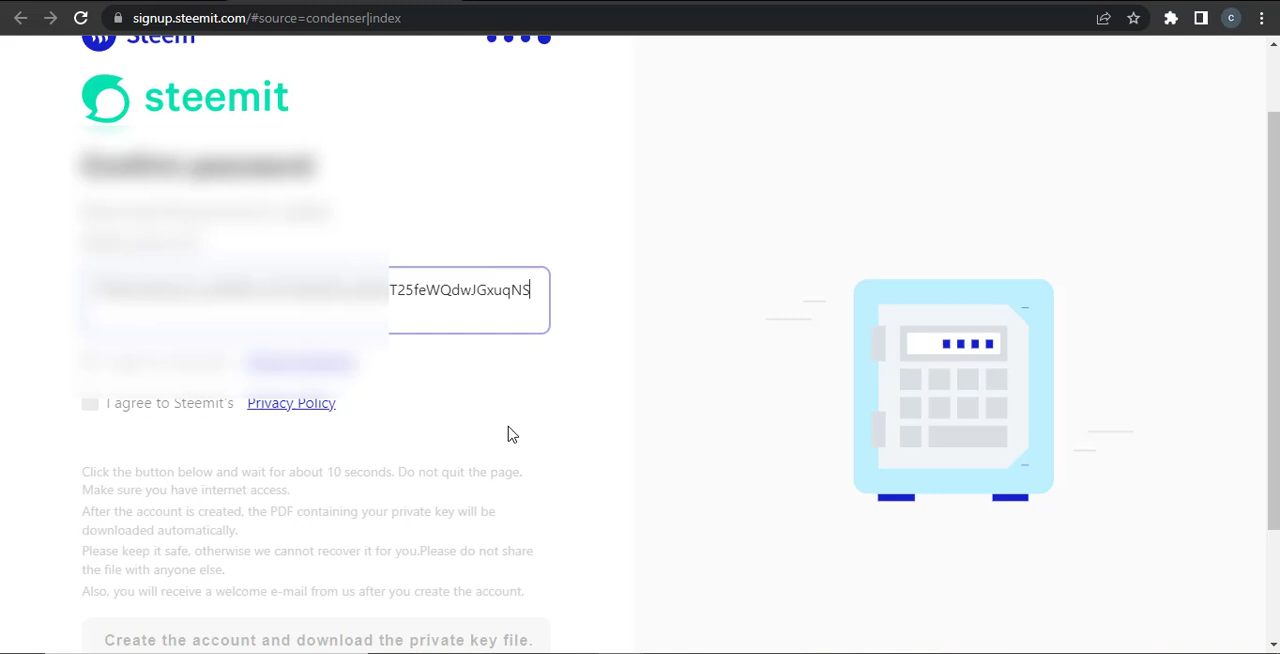 signup.steemit.com/#source=condenser|index
C
Steem
steemit
Confirm password
T25feWQdwJGxuqNS
I agree to Steemit's Privacy Policy
Click the button below and wait for about 10 seconds. Do not quit the page.
Make sure you have internet access.
After the account is created, the PDF containing your private key will be
downloaded automatically.
Please keep it safe, otherwise we cannot recover it for you.Please do not share
the file with anyone else.
Also, you will receive a welcome e-mail from us after you create the account.
Create the account and download the private key file.